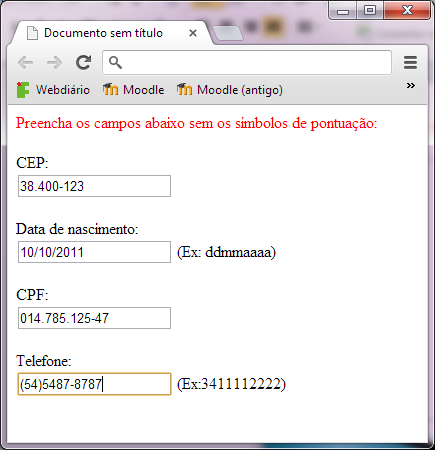 Documento sem título
Webdiário Moodle Moodle (antigo) »
Preencha os campos abaixo sem os simbolos de pontuação:
CEP:
38.400-123
Data de nascimento:
10/10/2011 (Ex: ddmmaaaa)
CPF:
014.785.125-47
Telefone:
(54)5487-8787 (Ex:3411112222)